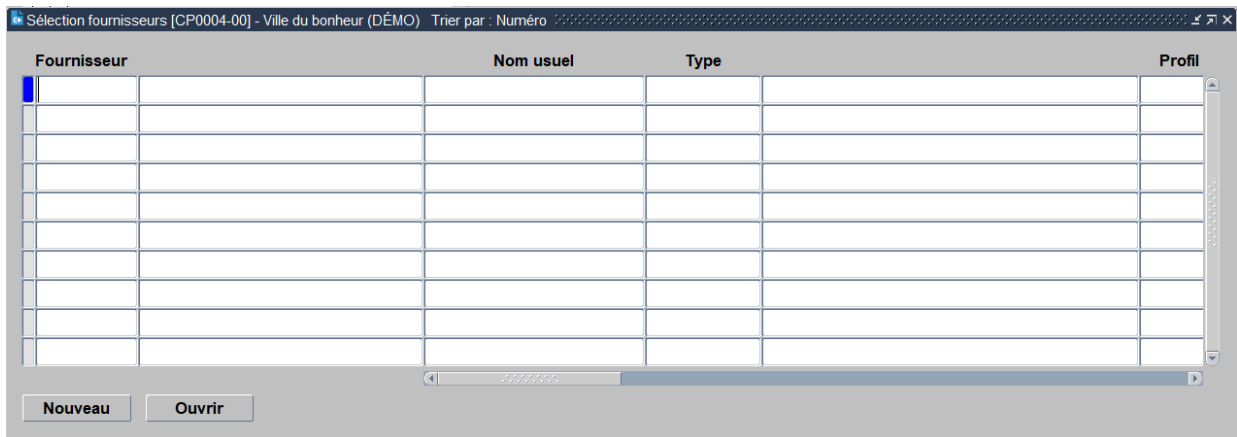 Sélection fournisseurs [CP0004-00] - Ville du bonheur (DÉMO) Trier par : Numéro
Fournisseur Nom usuel Type Profil
Nouveau Ouvrir